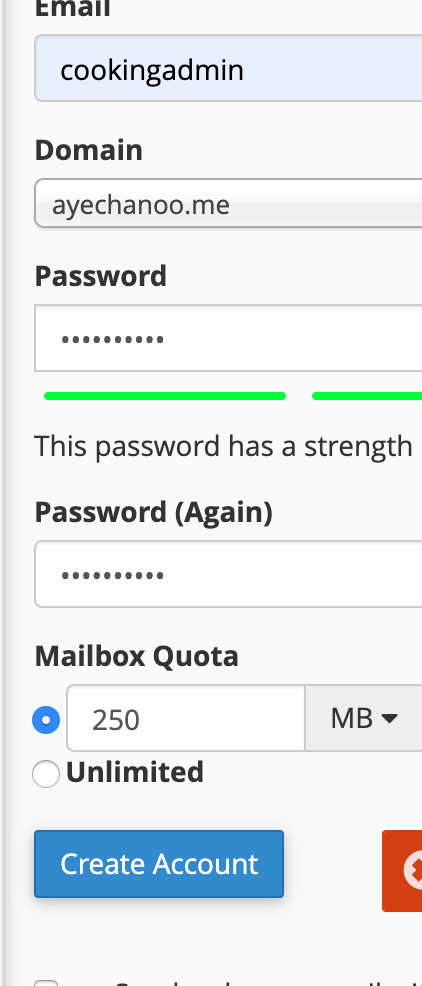 Email
cookingadmin
Domain
ayechanoo.me
Password
••••••••••
This password has a strength
Password (Again)
••••••••••
Mailbox Quota
250 MB
Unlimited
Create Account